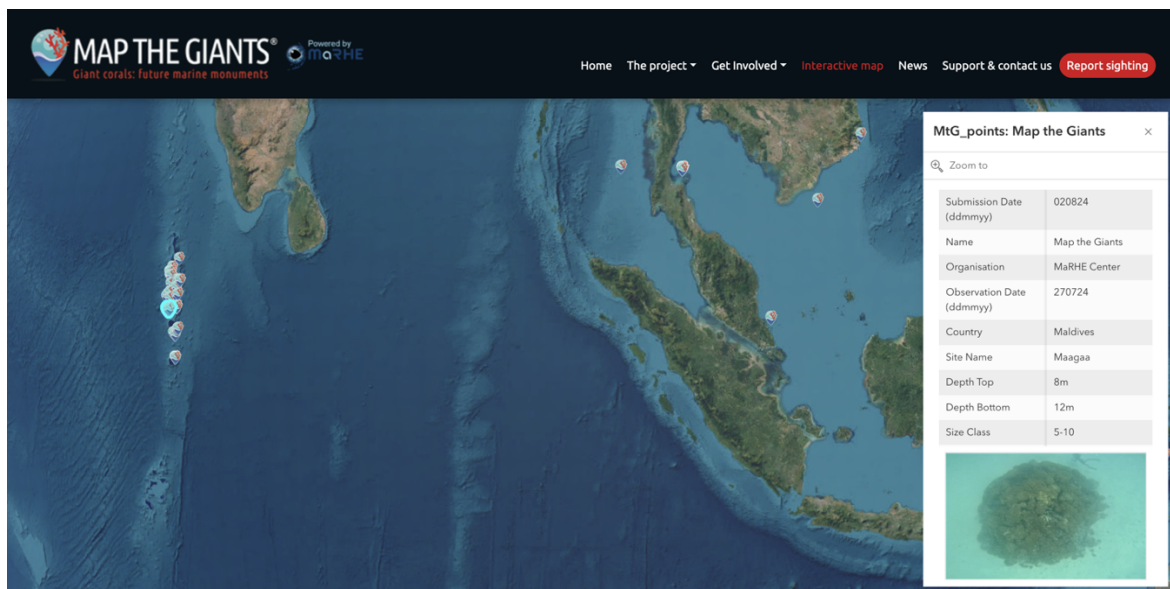 MAP THE GIANTS®
Giant corals: future marine monuments
Powered by
MaRHE
Home The project Get Involved Interactive map News Support & contact us Report sighting
MtG_points: Map the Giants ×
Zoom to
Submission Date 020824
(ddmmyy)
Name Map the Giants
Organisation MaRHE Center
Observation Date 270724
(ddmmyy)
Country Maldives
Site Name Maagaa
Depth Top 8m
Depth Bottom 12m
Size Class 5-10